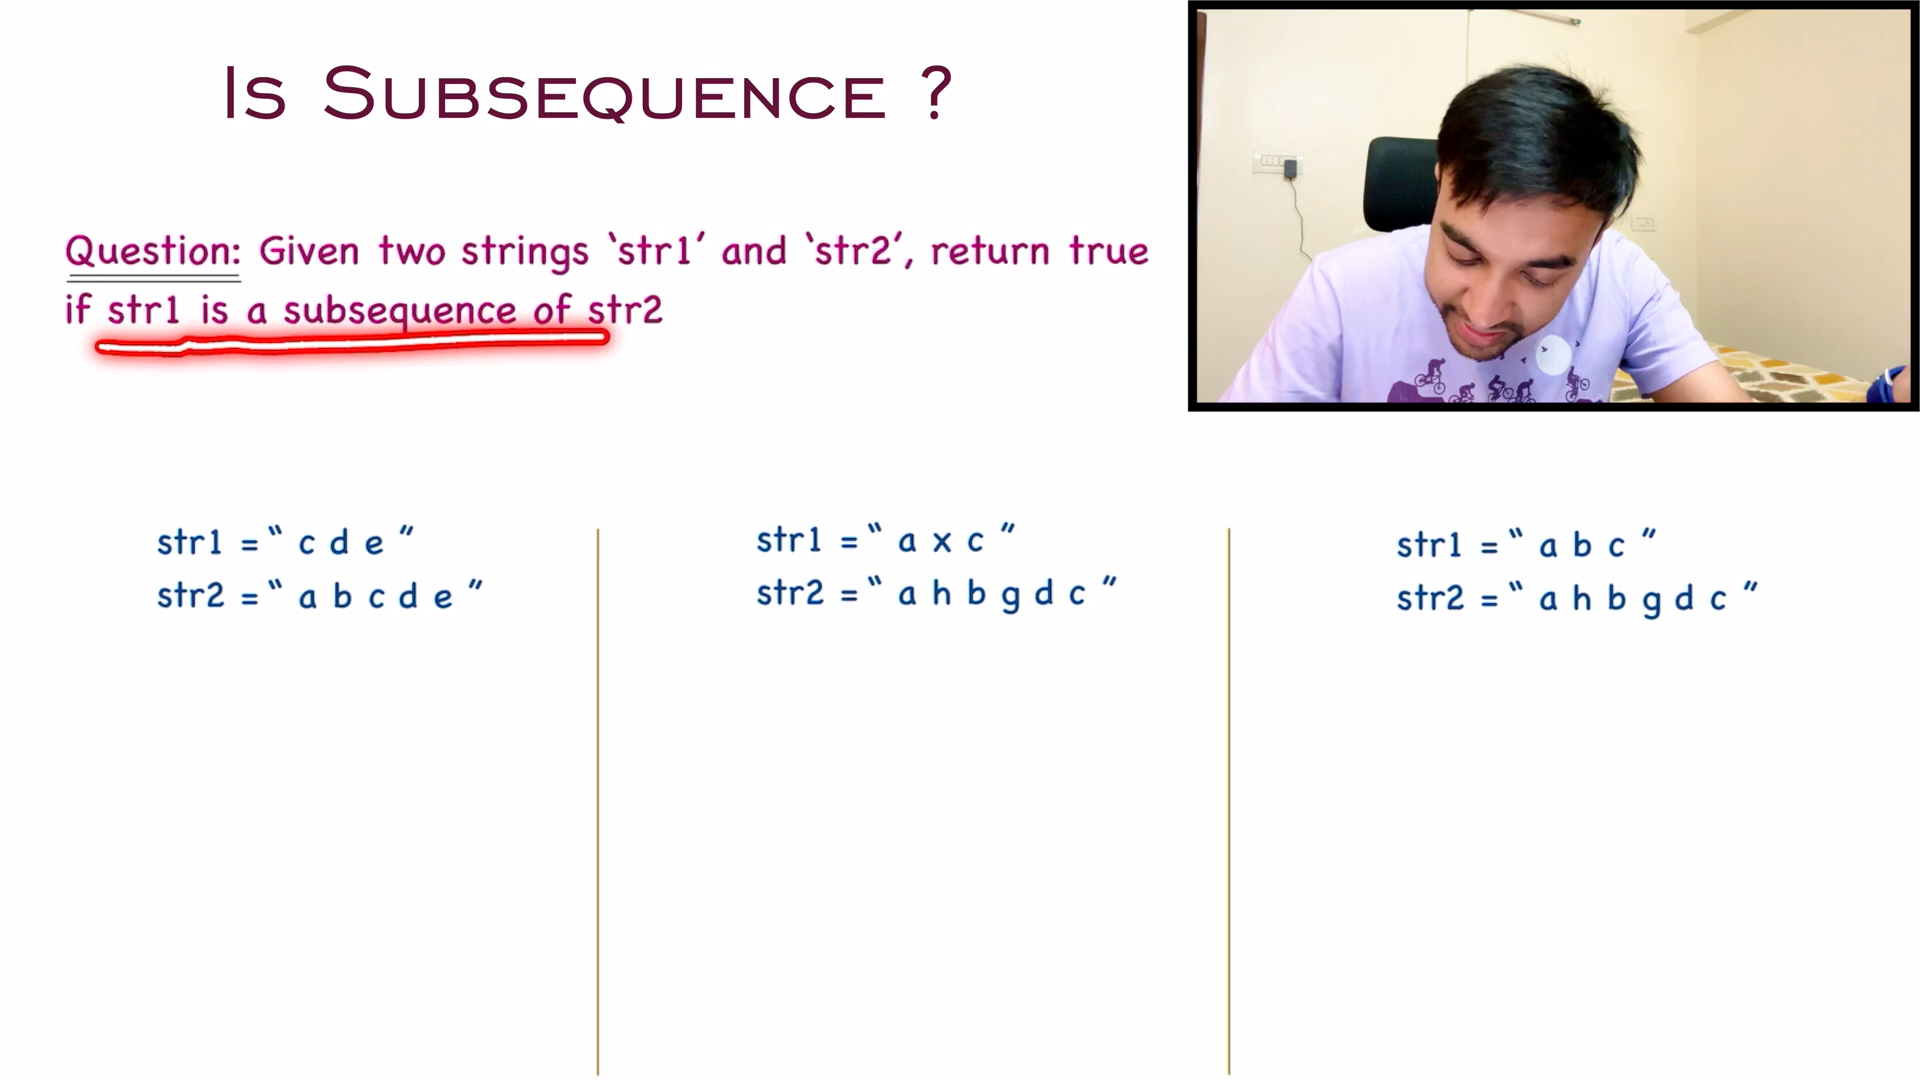 Is Subsequence ?
Question: Given two strings ‘str1’ and ‘str2’, return true
if str1 is a subsequence of str2
str1 = “ c d e ”
str2 = “ a b c d e ”
str1 = “ a x c ”
str2 = “ a h b g d c ”
str1 = “ a b c ”
str2 = “ a h b g d c ”